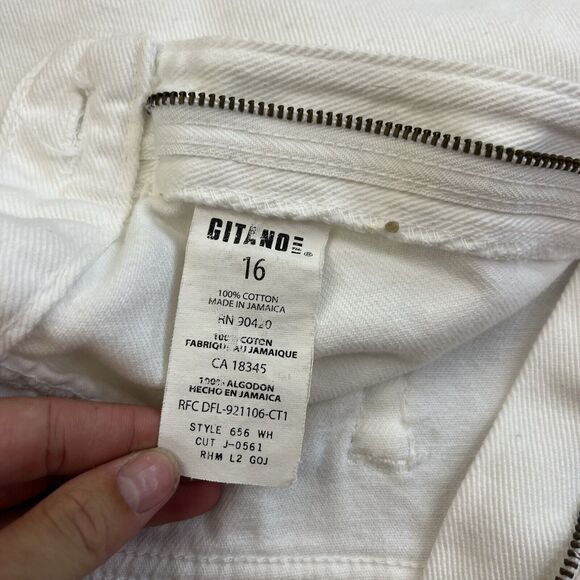 GITANO ®
16
100% COTTON
MADE IN JAMAICA
RN 90420
100% COTON
FABRIQUE AU JAMAIQUE
CA 18345
100% ALGODON
HECHO EN JAMAICA
RFC DFL-921106-CT1
STYLE 656 WH
CUT J-0561
RHM L2 GOJ